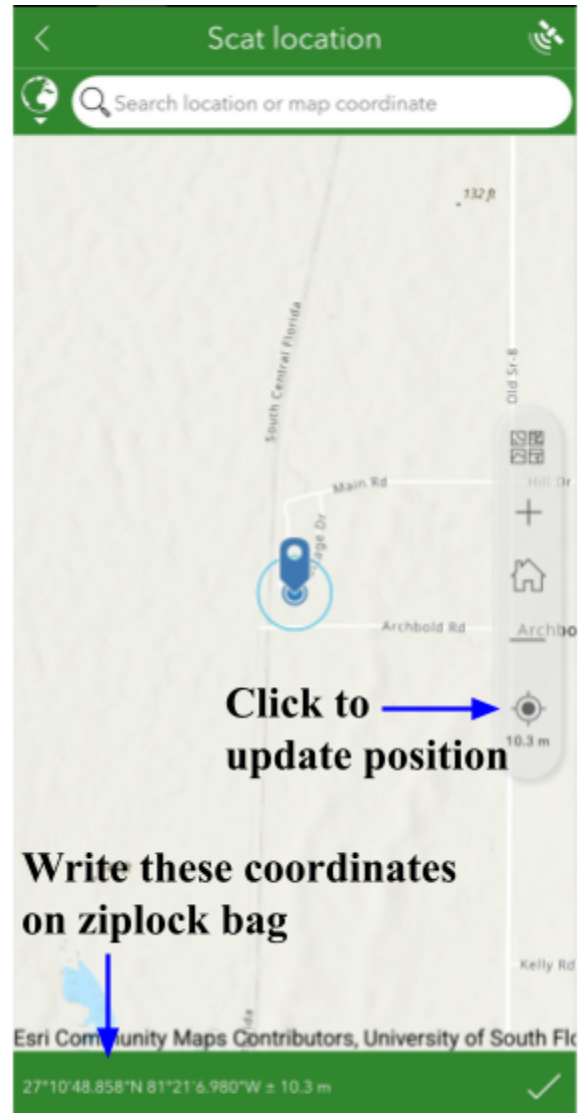 Scat location
Search location or map coordinate
132 ft
South Central Florida
Old Sr-8
Main Rd
Hill Dr
Archbold Rd
Click to
update position
10.3 m
Write these coordinates
on ziplock bag
Kelly Rd
Esri Community Maps Contributors, University of South Flo
27°10'48.858"N 81°21'6.980"W ± 10.3 m